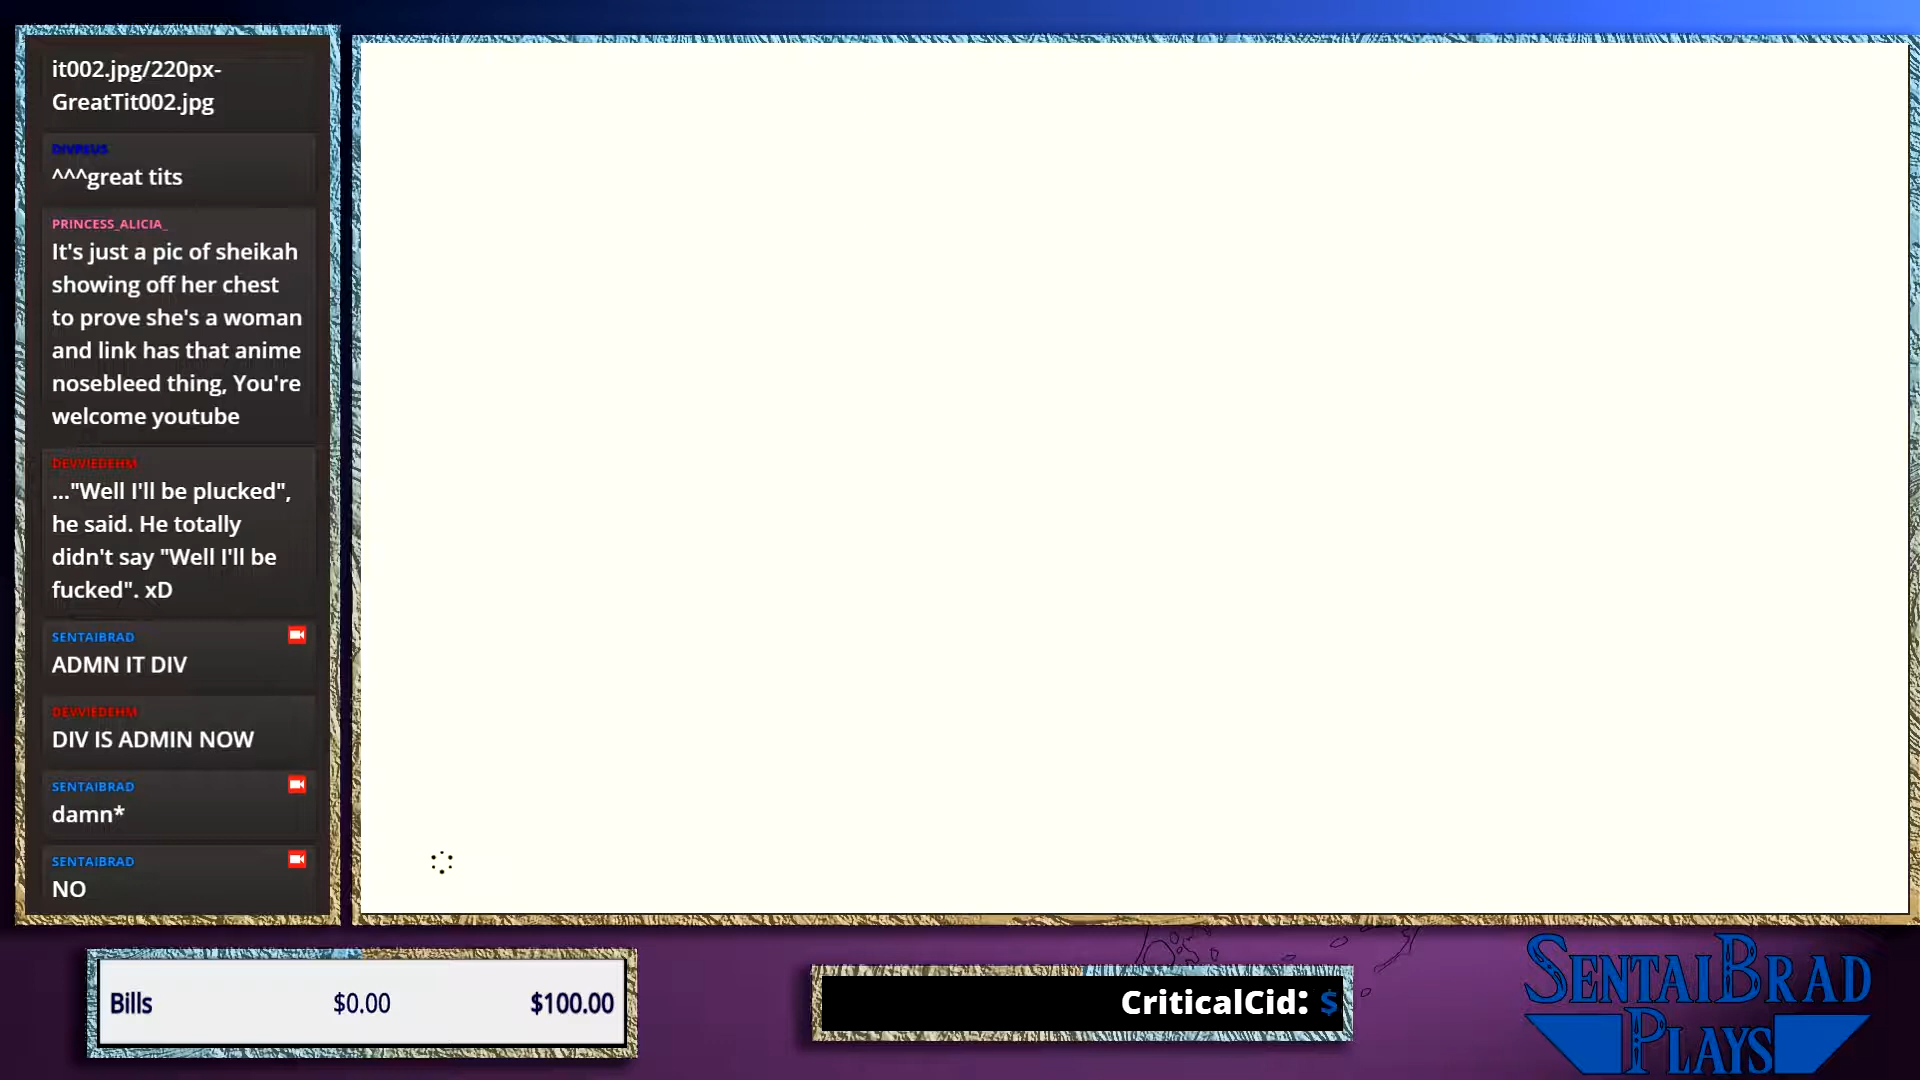 it002.jpg/220px-
GreatTit002.jpg
DIVREUS
^^^great tits
PRINCESS_ALICIA_
It's just a pic of sheikah
showing off her chest
to prove she's a woman
and link has that anime
nosebleed thing, You're
welcome youtube
DEVVIEDEHM
..."Well I'll be plucked",
he said. He totally
didn't say "Well I'll be
fucked". xD
SENTAIBRAD
ADMN IT DIV
DEVVIEDEHM
DIV IS ADMIN NOW
SENTAIBRAD
damn*
SENTAIBRAD
NO
Bills $0.00 $100.00
CriticalCid: $
SENTAIBRAD
PLAYS